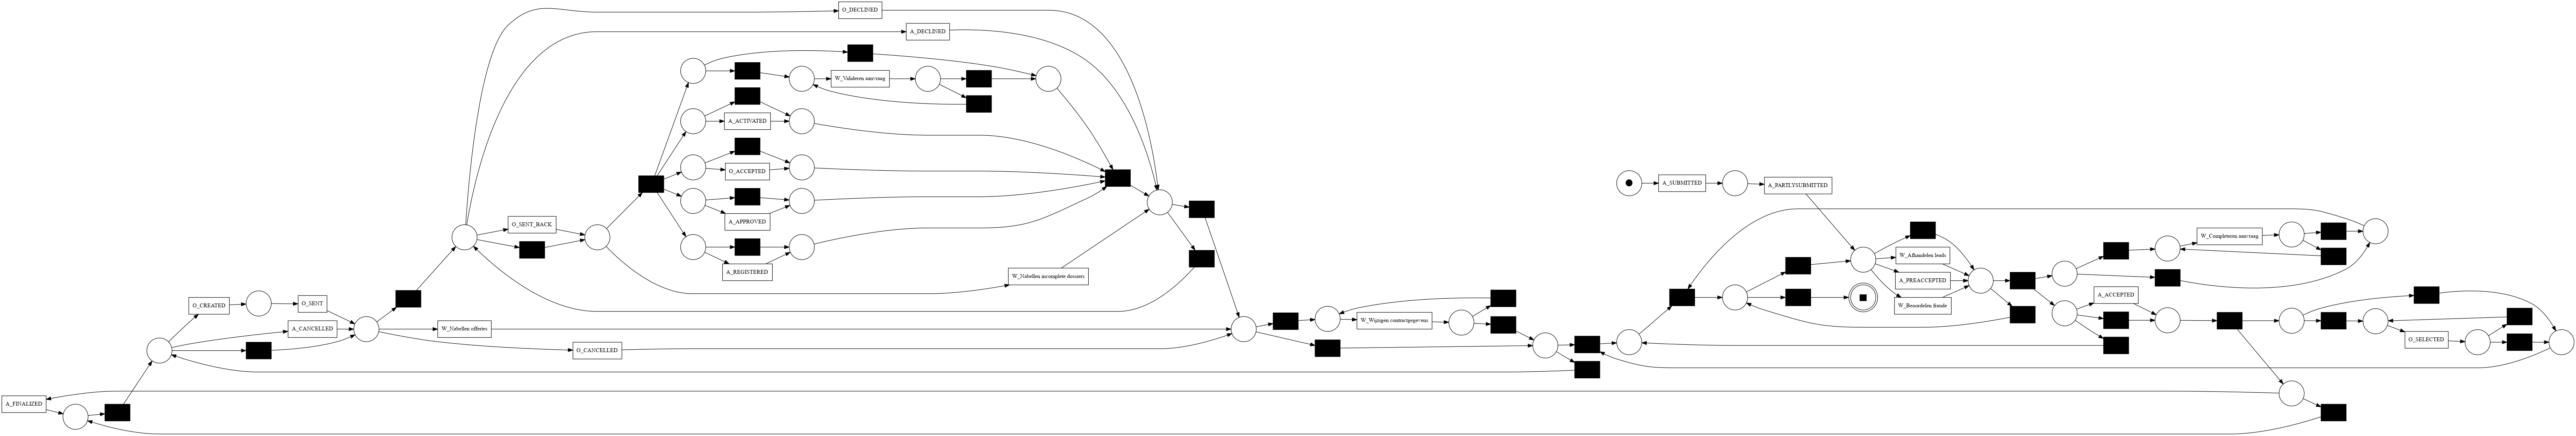 O_DECLINED
A_DECLINED
W_Valideren aanvraag
A_ACTIVATED
O_ACCEPTED
A_APPROVED
A_REGISTERED
W_Nabellen incomplete dossiers
O_SENT_BACK
O_CREATED
O_SENT
A_CANCELLED
W_Nabellen offertes
O_CANCELLED
A_FINALIZED
W_Wijzigen contractgegevens
A_SUBMITTED
A_PARTLYSUBMITTED
W_Afhandelen leads
A_PREACCEPTED
W_Beoordelen fraude
W_Completeren aanvraag
A_ACCEPTED
O_SELECTED